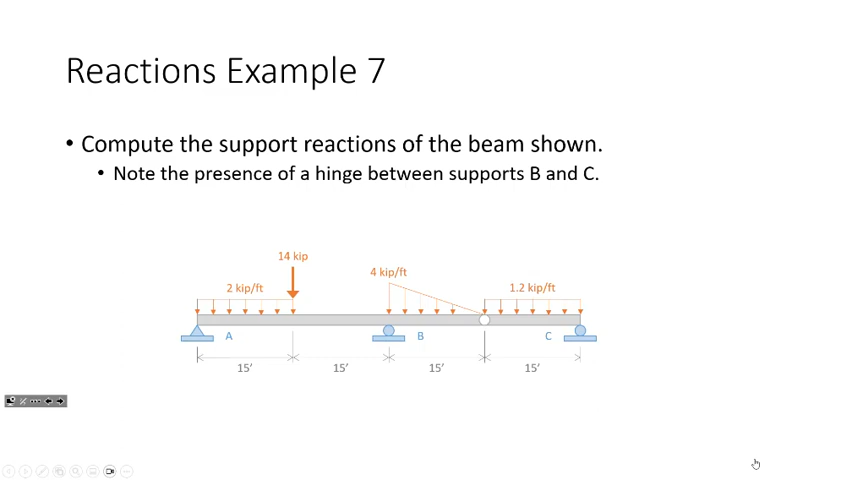 Reactions Example 7
• Compute the support reactions of the beam shown.
• Note the presence of a hinge between supports B and C.
14 kip
2 kip/ft
4 kip/ft
1.2 kip/ft
A
B
C
15'
15'
15'
15'